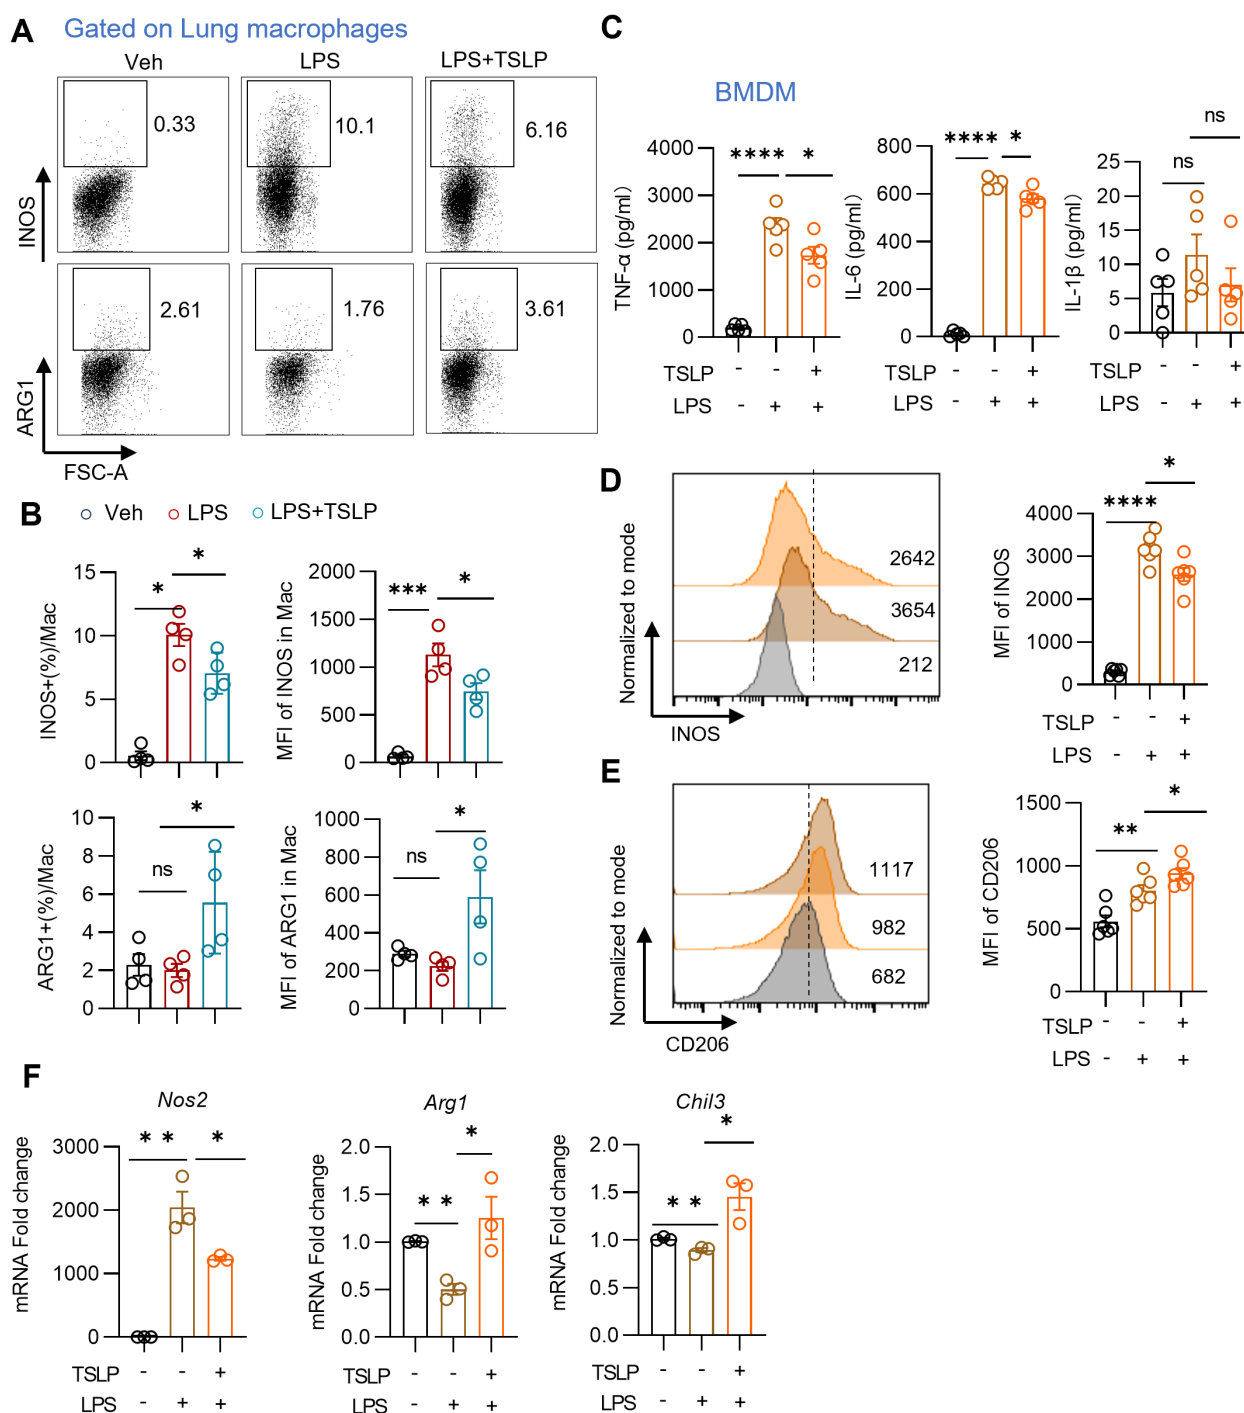 A
Gated on Lung macrophages
Veh
LPS
LPS+TSLP
0.33
10.1
6.16
INOS
2.61
1.76
3.61
ARG1
FSC-A
B
Veh
LPS
LPS+TSLP
INOS+(%)/Mac
15
10
5
0
*
*
MFI of INOS in Mac
2000
1500
1000
500
0
***
*
ARG1+(%)/Mac
10
8
6
4
2
0
ns
*
MFI of ARG1 in Mac
1000
800
600
400
200
0
ns
*
C
BMDM
TNF-α (pg/ml)
4000
3000
2000
1000
0
****
*
TSLP - - +
LPS - + +
IL-6 (pg/ml)
800
600
400
200
0
****
*
TSLP - - +
LPS - + +
IL-1β (pg/ml)
25
20
15
10
5
0
ns
ns
TSLP - - +
LPS - + +
D
Normalized to mode
2642
3654
212
INOS
MFI of INOS
4000
3000
2000
1000
0
****
*
TSLP - - +
LPS - + +
E
Normalized to mode
1117
982
682
CD206
MFI of CD206
1500
1000
500
0
**
*
TSLP - - +
LPS - + +
F
Nos2
mRNA Fold change
3000
2000
1000
0
* *
*
TSLP - - +
LPS - + +
Arg1
mRNA Fold change
2.0
1.5
1.0
0.5
0.0
* *
*
TSLP - - +
LPS - + +
Chil3
mRNA Fold change
2.0
1.5
1.0
0.5
0.0
* *
*
TSLP - - +
LPS - + +